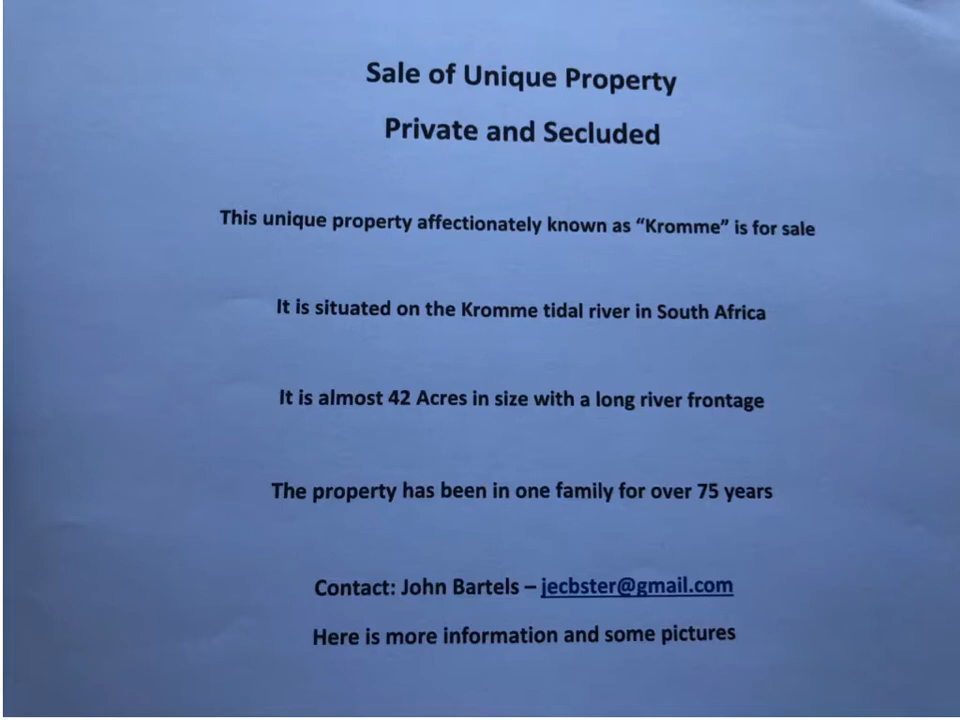 Sale of Unique Property
Private and Secluded
This unique property affectionately known as “Kromme” is for sale
It is situated on the Kromme tidal river in South Africa
It is almost 42 Acres in size with a long river frontage
The property has been in one family for over 75 years
Contact: John Bartels – jecbster@gmail.com
Here is more information and some pictures